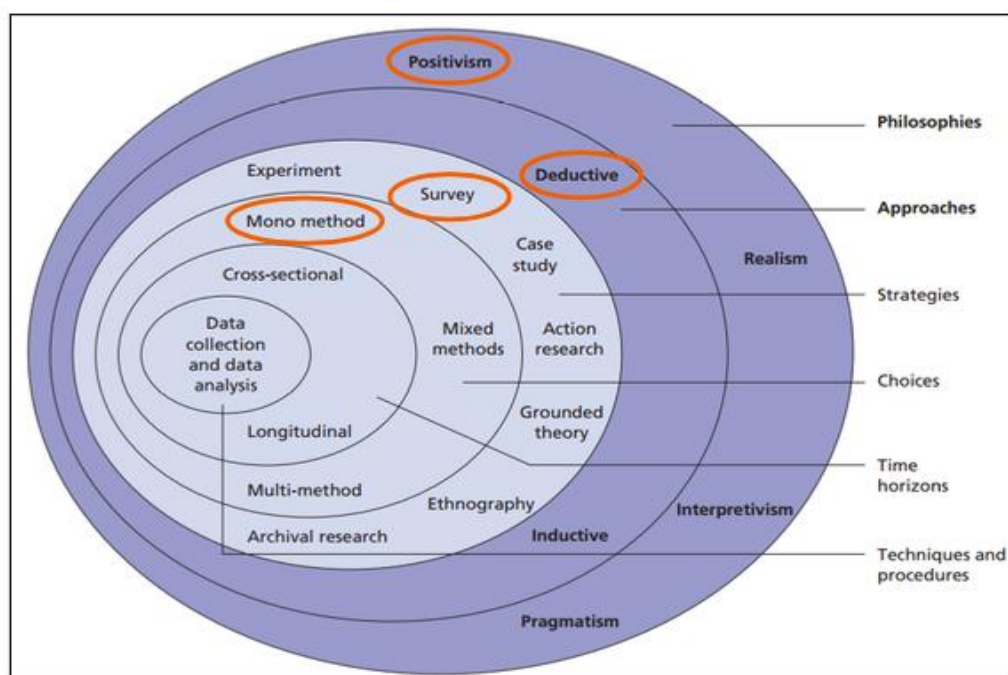 Positivism
Philosophies
Experiment
Deductive
Survey
Approaches
Mono method
Case
study
Realism
Cross-sectional
Strategies
Data
collection
and data
analysis
Mixed
methods
Action
research
Choices
Grounded
theory
Longitudinal
Time
horizons
Multi-method
Ethnography
Interpretivism
Archival research
Inductive
Techniques and
procedures
Pragmatism